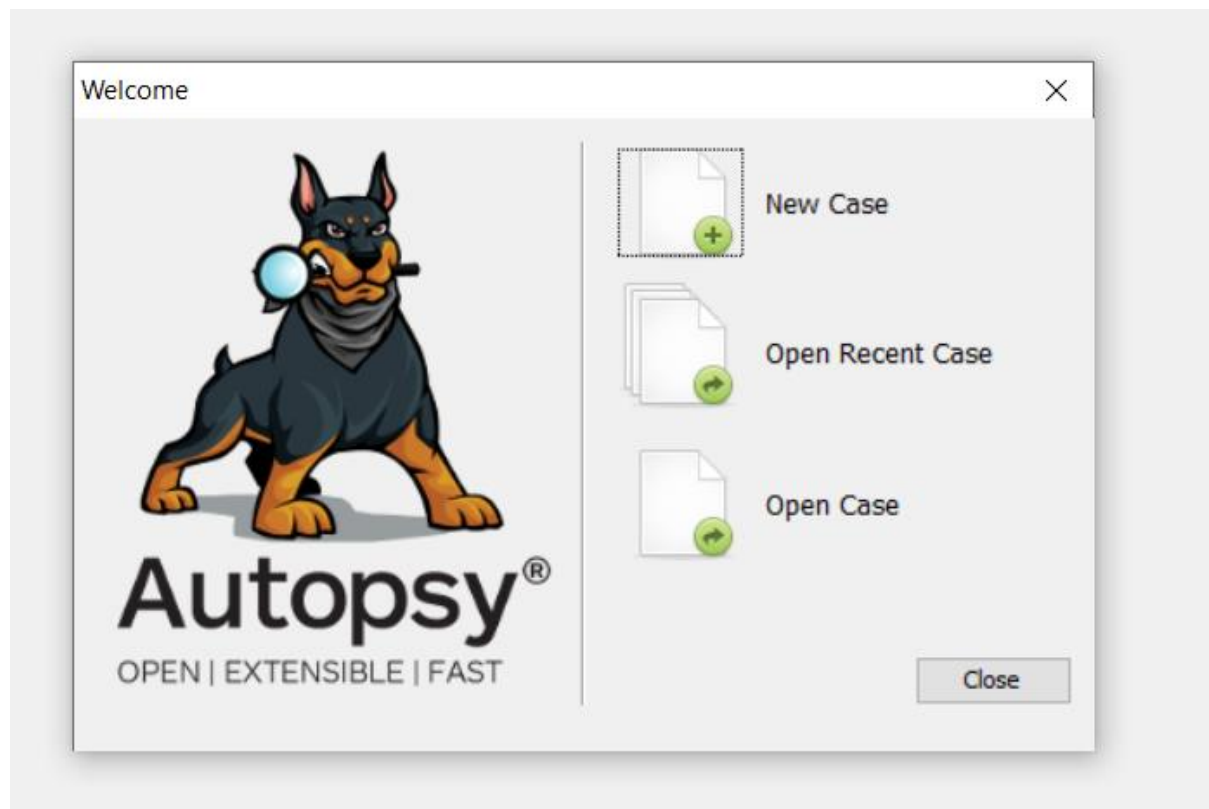 Welcome
New Case
Open Recent Case
Open Case
Autopsy®
OPEN | EXTENSIBLE | FAST
Close